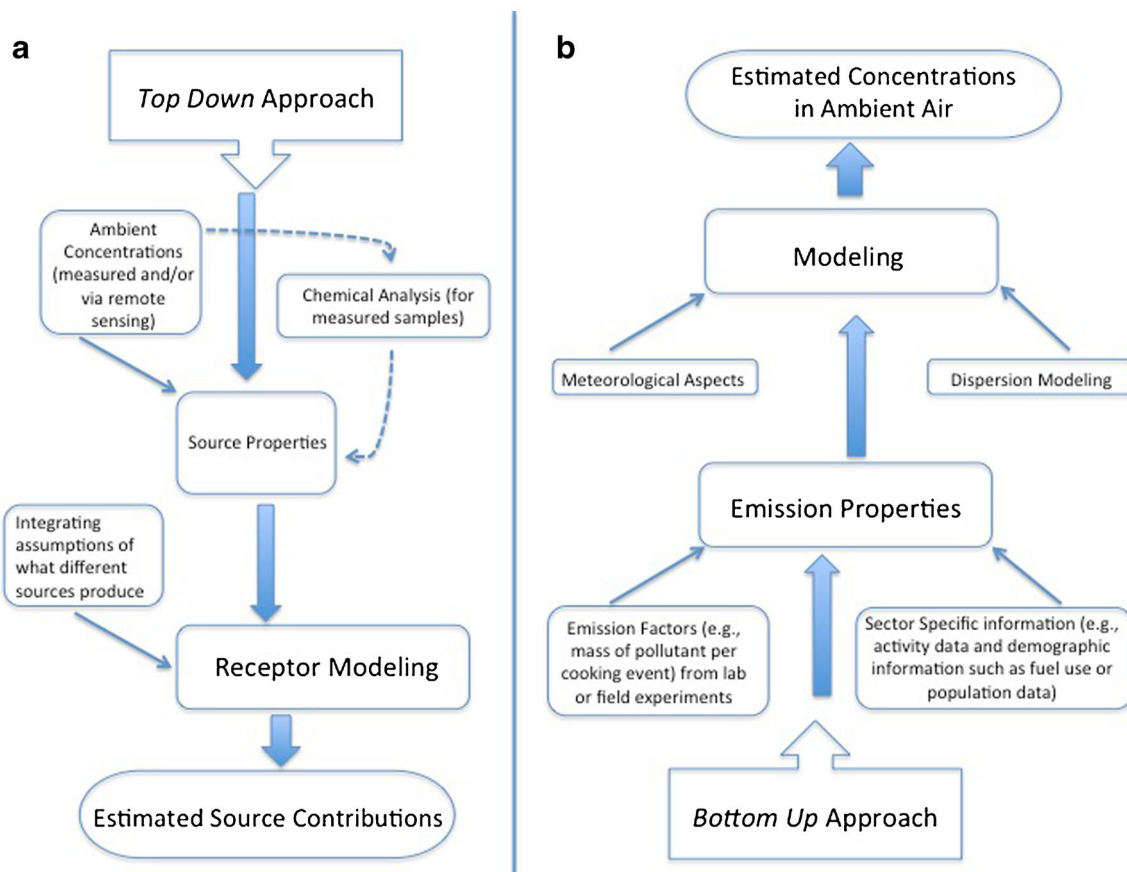 a
Top Down Approach
Ambient
Concentrations
(measured and/or
via remote
sensing)
Chemical Analysis (for
measured samples)
Source Properties
Integrating
assumptions of
what different
sources produce
Receptor Modeling
Estimated Source Contributions
b
Estimated Concentrations
in Ambient Air
Modeling
Meteorological Aspects
Dispersion Modeling
Emission Properties
Emission Factors (e.g.,
mass of pollutant per
cooking event) from lab
or field experiments
Sector Specific information (e.g.,
activity data and demographic
information such as fuel use or
population data)
Bottom Up Approach